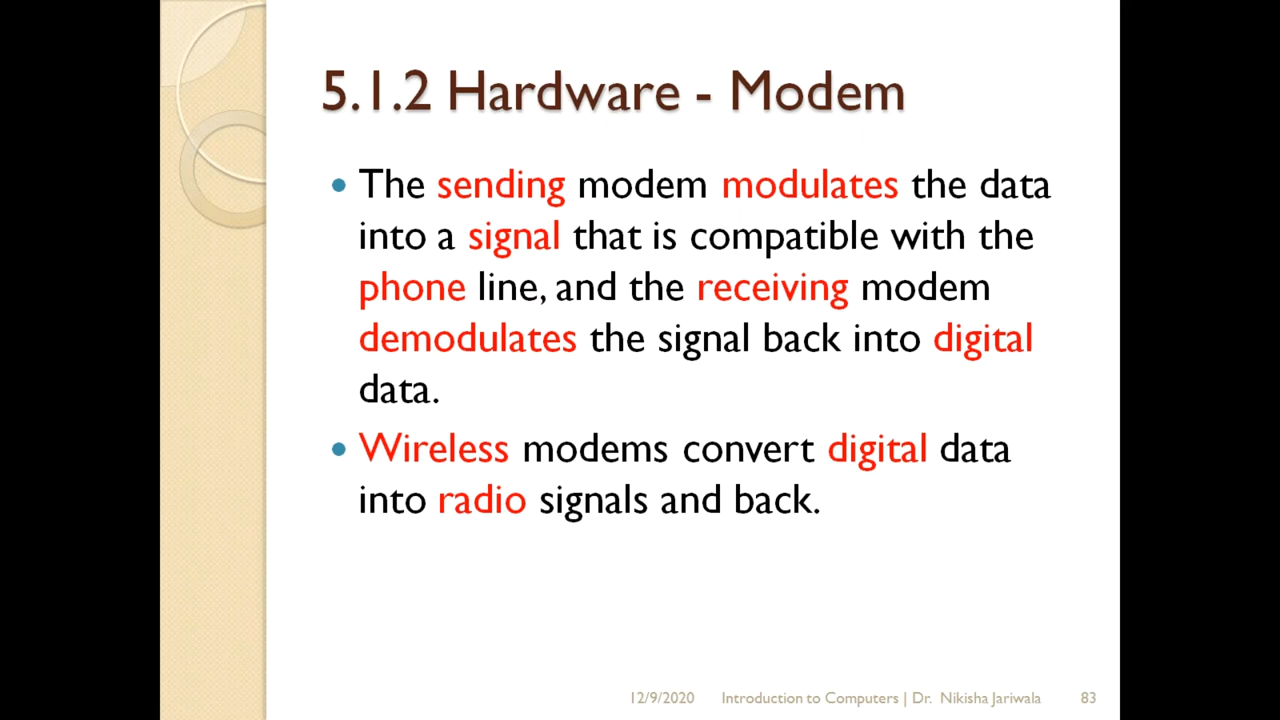 5.1.2 Hardware - Modem
• The sending modem modulates the data
into a signal that is compatible with the
phone line, and the receiving modem
demodulates the signal back into digital
data.
• Wireless modems convert digital data
into radio signals and back.
12/9/2020 Introduction to Computers | Dr. Nikisha Jariwala 83